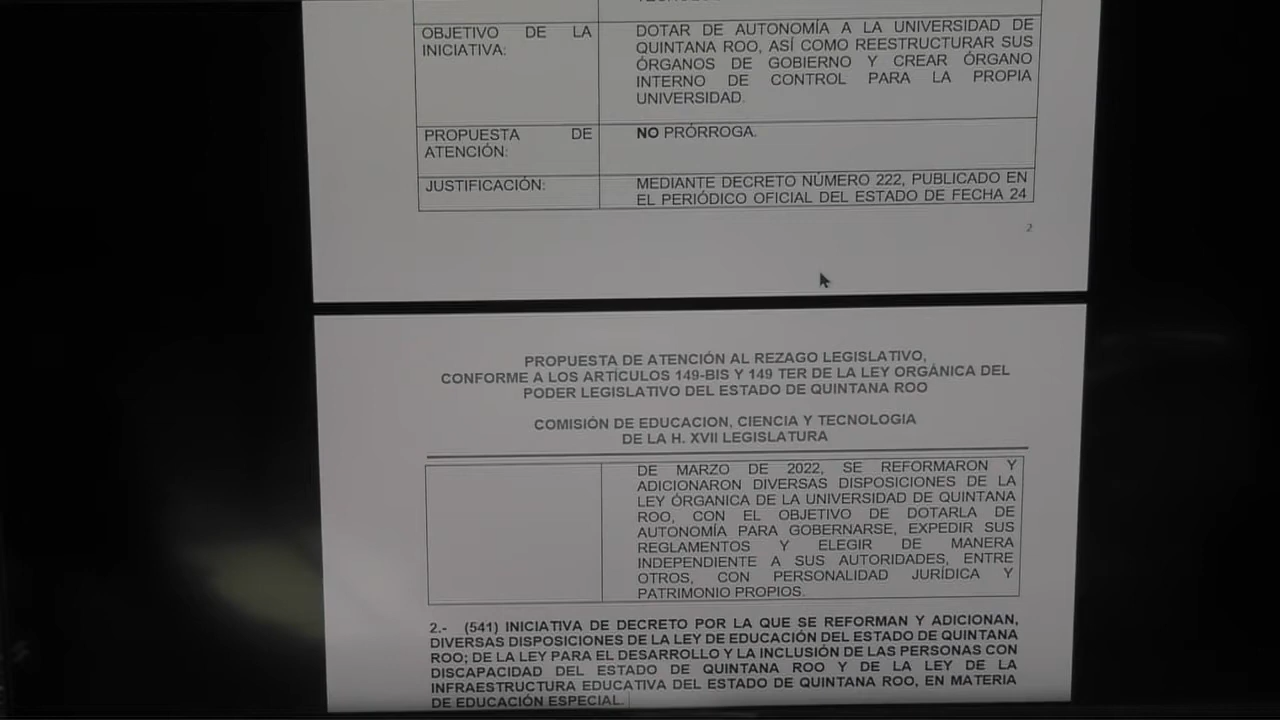 OBJETIVO DE LA
INICIATIVA:
DOTAR DE AUTONOMÍA A LA UNIVERSIDAD DE
QUINTANA ROO, ASÍ COMO REESTRUCTURAR SUS
ÓRGANOS DE GOBIERNO Y CREAR ÓRGANO
INTERNO DE CONTROL PARA LA PROPIA
UNIVERSIDAD.
PROPUESTA DE
ATENCIÓN:
NO PRÓRROGA.
JUSTIFICACIÓN:
MEDIANTE DECRETO NÚMERO 222, PUBLICADO EN
EL PERIÓDICO OFICIAL DEL ESTADO DE FECHA 24
2
PROPUESTA DE ATENCIÓN AL REZAGO LEGISLATIVO,
CONFORME A LOS ARTÍCULOS 149-BIS Y 149 TER DE LA LEY ORGÁNICA DEL
PODER LEGISLATIVO DEL ESTADO DE QUINTANA ROO
COMISIÓN DE EDUCACION, CIENCIA Y TECNOLOGIA
DE LA H. XVII LEGISLATURA
DE MARZO DE 2022, SE REFORMARON Y
ADICIONARON DIVERSAS DISPOSICIONES DE LA
LEY ÓRGANICA DE LA UNIVERSIDAD DE QUINTANA
ROO, CON EL OBJETIVO DE DOTARLA DE
AUTONOMÍA PARA GOBERNARSE, EXPEDIR SUS
REGLAMENTOS Y ELEGIR DE MANERA
INDEPENDIENTE A SUS AUTORIDADES, ENTRE
OTROS, CON PERSONALIDAD JURÍDICA Y
PATRIMONIO PROPIOS.
2.- (541) INICIATIVA DE DECRETO POR LA QUE SE REFORMAN Y ADICIONAN,
DIVERSAS DISPOSICIONES DE LA LEY DE EDUCACIÓN DEL ESTADO DE QUINTANA
ROO; DE LA LEY PARA EL DESARROLLO Y LA INCLUSIÓN DE LAS PERSONAS CON
DISCAPACIDAD DEL ESTADO DE QUINTANA ROO Y DE LA LEY DE LA
INFRAESTRUCTURA EDUCATIVA DEL ESTADO DE QUINTANA ROO, EN MATERIA
DE EDUCACIÓN ESPECIAL.